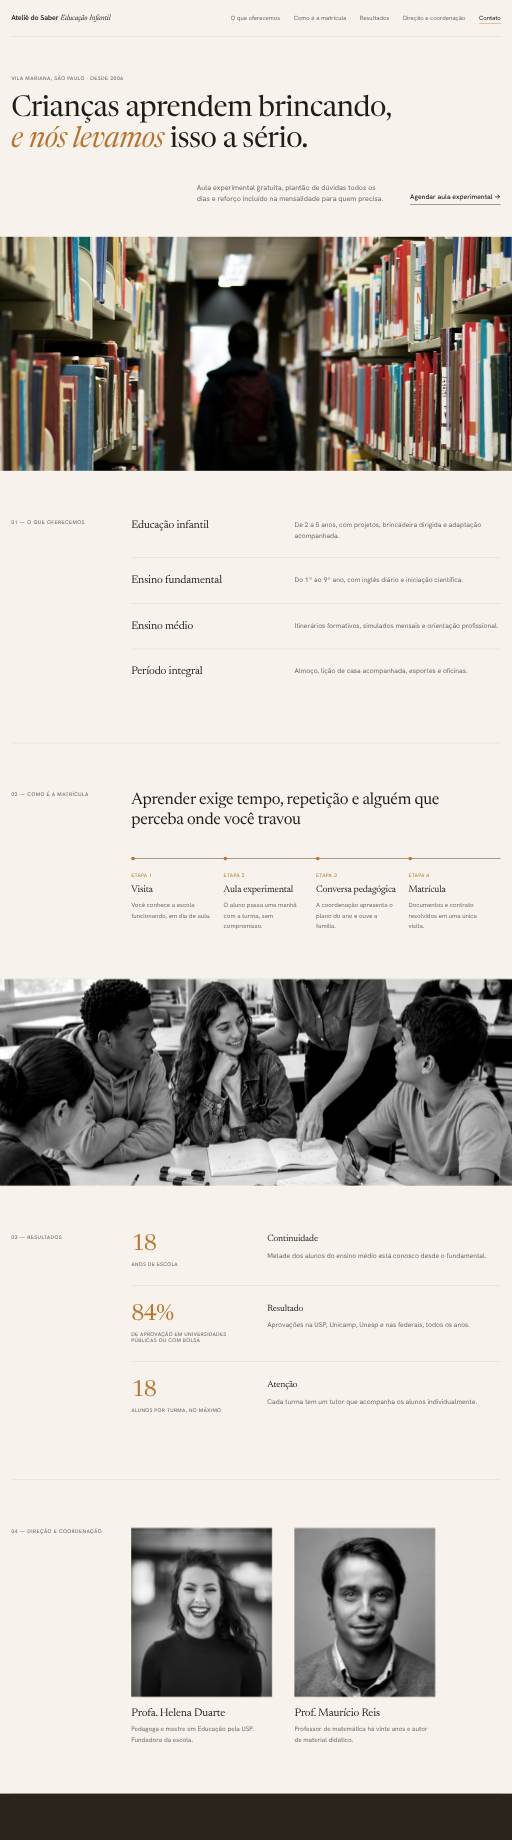 Ateliê do Saber Educação Infantil
O que oferecemos
Como é a matrícula
Resultados
Direção e coordenação
Contato
VILA MARIANA, SÃO PAULO · DESDE 2006
Crianças aprendem brincando,
e nós levamos isso a sério.
Aula experimental gratuita, plantão de dúvidas todos os
dias e reforço incluído na mensalidade para quem precisa.
Agendar aula experimental →
01 — O QUE OFERECEMOS
Educação infantil
De 2 a 5 anos, com projetos, brincadeira dirigida e adaptação
acompanhada.
Ensino fundamental
Do 1º ao 9º ano, com inglês diário e iniciação científica.
Ensino médio
Itinerários formativos, simulados mensais e orientação profissional.
Período integral
Almoço, lição de casa acompanhada, esportes e oficinas.
02 — COMO É A MATRÍCULA
Aprender exige tempo, repetição e alguém que
perceba onde você travou
ETAPA 1
Visita
Você conhece a escola
funcionando, em dia de aula.
ETAPA 2
Aula experimental
O aluno passa uma manhã
com a turma, sem
compromisso.
ETAPA 3
Conversa pedagógica
A coordenação apresenta o
plano do ano e ouve a
família.
ETAPA 4
Matrícula
Documentos e contrato
resolvidos em uma única
visita.
03 — RESULTADOS
18
ANOS DE ESCOLA
Continuidade
Metade dos alunos do ensino médio está conosco desde o fundamental.
84%
DE APROVAÇÃO EM UNIVERSIDADES
PÚBLICAS OU COM BOLSA
Resultado
Aprovações na USP, Unicamp, Unesp e nas federais, todos os anos.
18
ALUNOS POR TURMA, NO MÁXIMO
Atenção
Cada turma tem um tutor que acompanha os alunos individualmente.
04 — DIREÇÃO E COORDENAÇÃO
Profa. Helena Duarte
Pedagoga e mestre em Educação pela USP.
Fundadora da escola.
Prof. Maurício Reis
Professor de matemática há vinte anos e autor
de material didático.